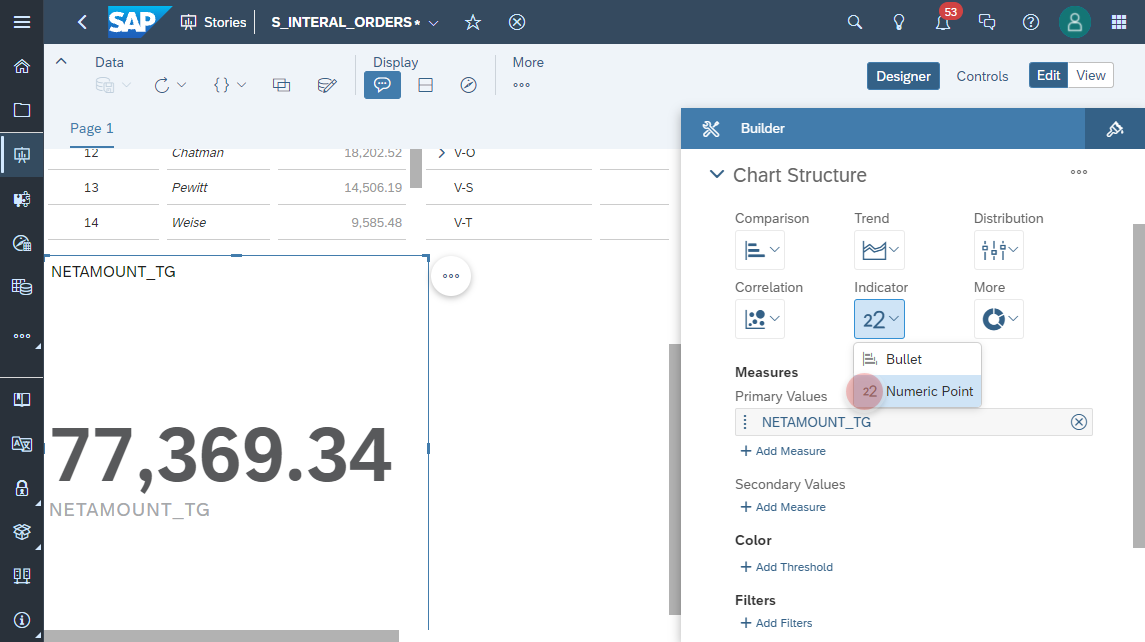 SAP Stories S_INTERAL_ORDERS* 53
Data Display More
Designer Controls Edit View
Page 1
Builder
12 Chatman 18,202.52 V-O
13 Pewitt 14,506.19 V-S
14 Weise 9,585.48 V-T
NETAMOUNT_TG
77,369.34
NETAMOUNT_TG
Chart Structure
Comparison Trend Distribution
Correlation Indicator More
22
Bullet
22 Numeric Point
Measures
Primary Values
NETAMOUNT_TG
+ Add Measure
Secondary Values
+ Add Measure
Color
+ Add Threshold
Filters
+ Add Filters